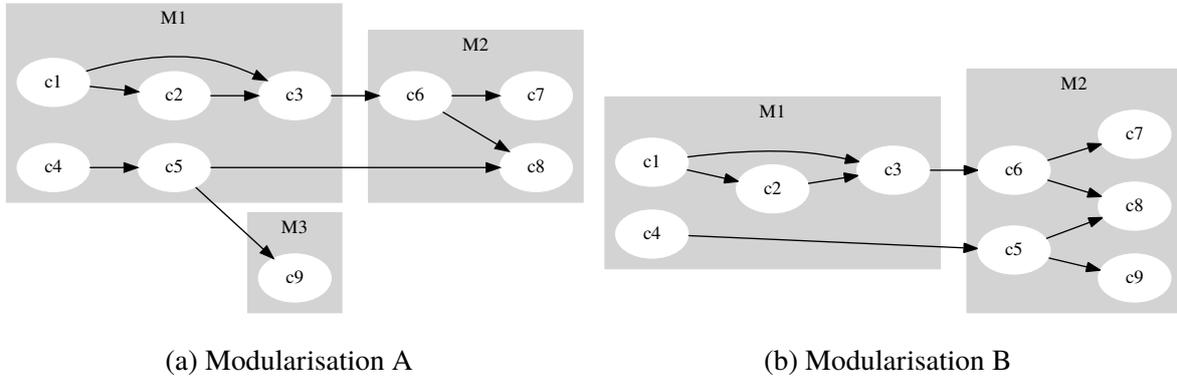 M1
c1
c2
c3
c4
c5
M2
c6
c7
c8
M3
c9
(a) Modularisation A
M1
c1
c2
c3
c4
M2
c6
c7
c8
c5
c9
(b) Modularisation B